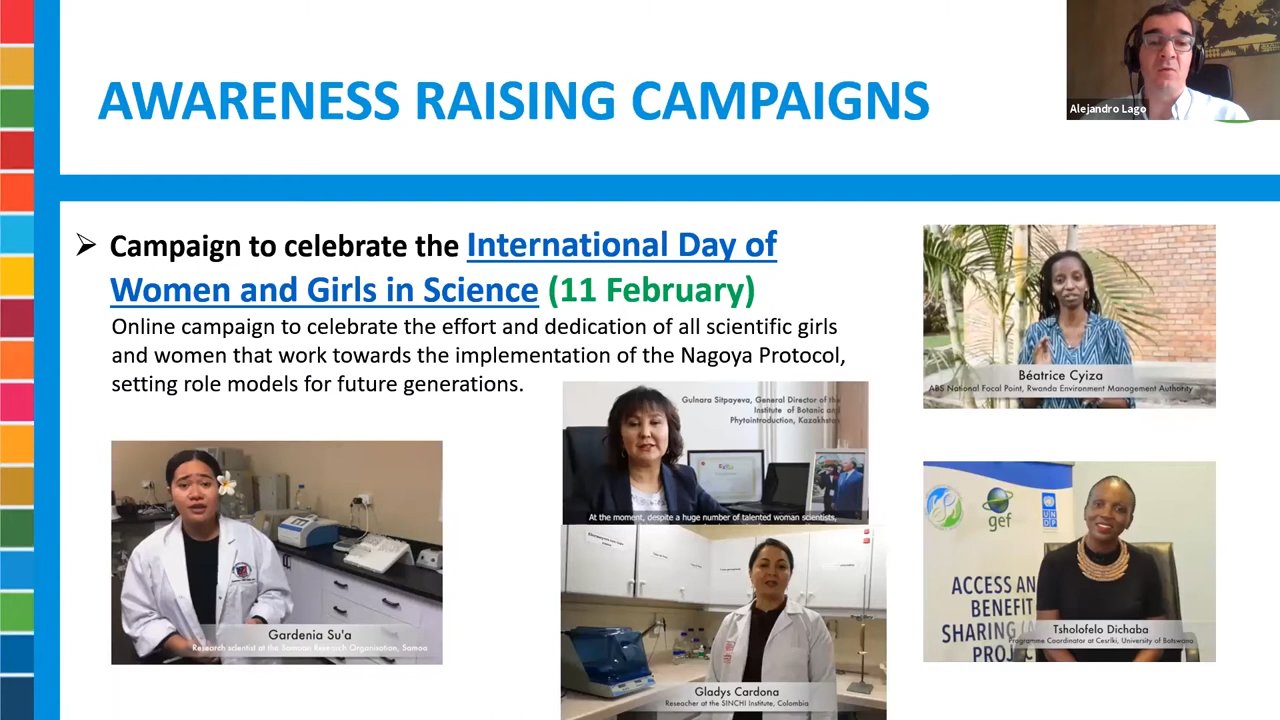 AWARENESS RAISING CAMPAIGNS
Alejandro Lago
➢ Campaign to celebrate the International Day of
Women and Girls in Science (11 February)
Online campaign to celebrate the effort and dedication of all scientific girls
and women that work towards the implementation of the Nagoya Protocol,
setting role models for future generations.
Béatrice Cyiza
ABS National Focal Point, Rwanda Environment Management Authority
Gulnara Sitpayeva, General Director of the
Institute of Botanic and
Phytointroduction, Kazakhstan
At the moment, despite a huge number of talented woman scientists,
Gardenia Su'a
Research scientist at the Samoan Research Organisation, Samoa
Gladys Cardona
Reseacher at the SINCHI Institute, Colombia
gef
UN
DP
ACCESS AN
BENEFIT
SHARING
PROJ
Tsholofelo Dichaba
Programme Coordinator at Cesriki, University of Botswana